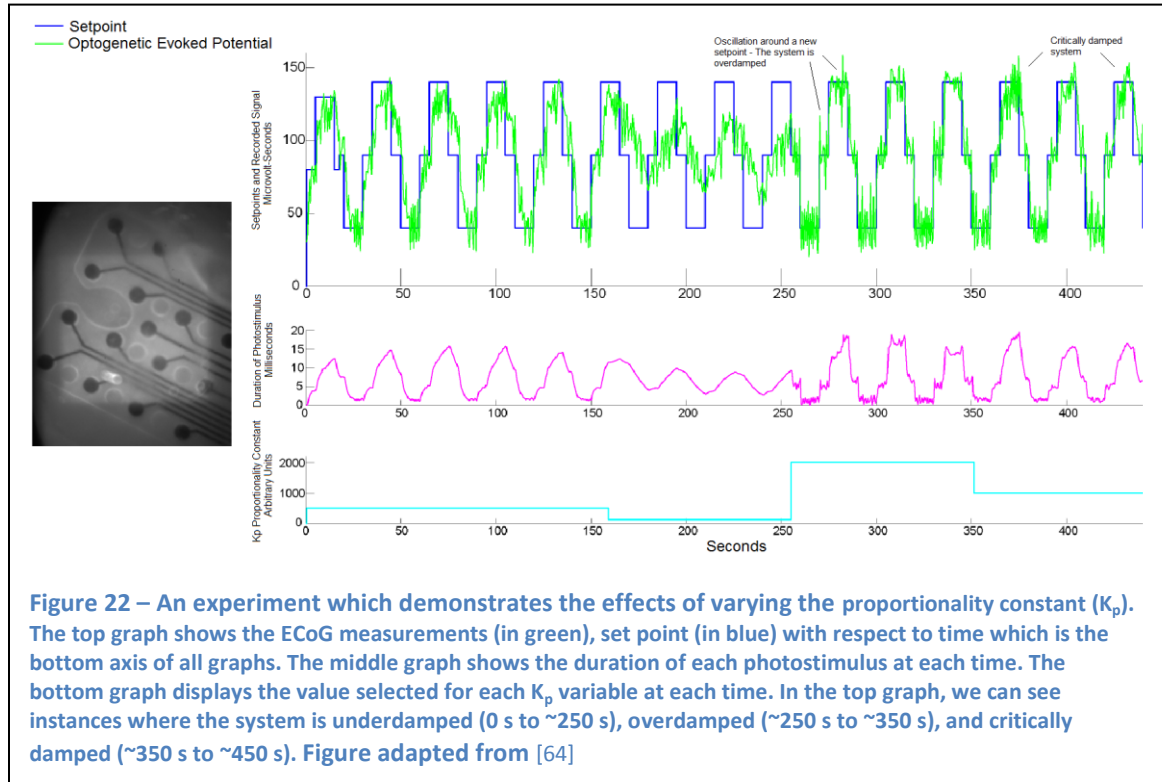 Setpoint
Optogenetic Evoked Potential
Oscillation around a new
setpoint - The system is
overdamped
Critically damped
system
Setpoints and Recorded Signal
Microvolt-Seconds
150
100
50
0
0 50 100 150 200 250 300 350 400
Duration of Photostimulus
Milliseconds
20
15
10
5
0
0 50 100 150 200 250 300 350 400
Kp Proportionality Constant
Arbitrary Units
2000
1000
0
0 50 100 150 200 250 300 350 400
Seconds
Figure 22 – An experiment which demonstrates the effects of varying the proportionality constant (Kp).
The top graph shows the ECoG measurements (in green), set point (in blue) with respect to time which is the
bottom axis of all graphs. The middle graph shows the duration of each photostimulus at each time. The
bottom graph displays the value selected for each Kp variable at each time. In the top graph, we can see
instances where the system is underdamped (0 s to ~250 s), overdamped (~250 s to ~350 s), and critically
damped (~350 s to ~450 s). Figure adapted from [64]